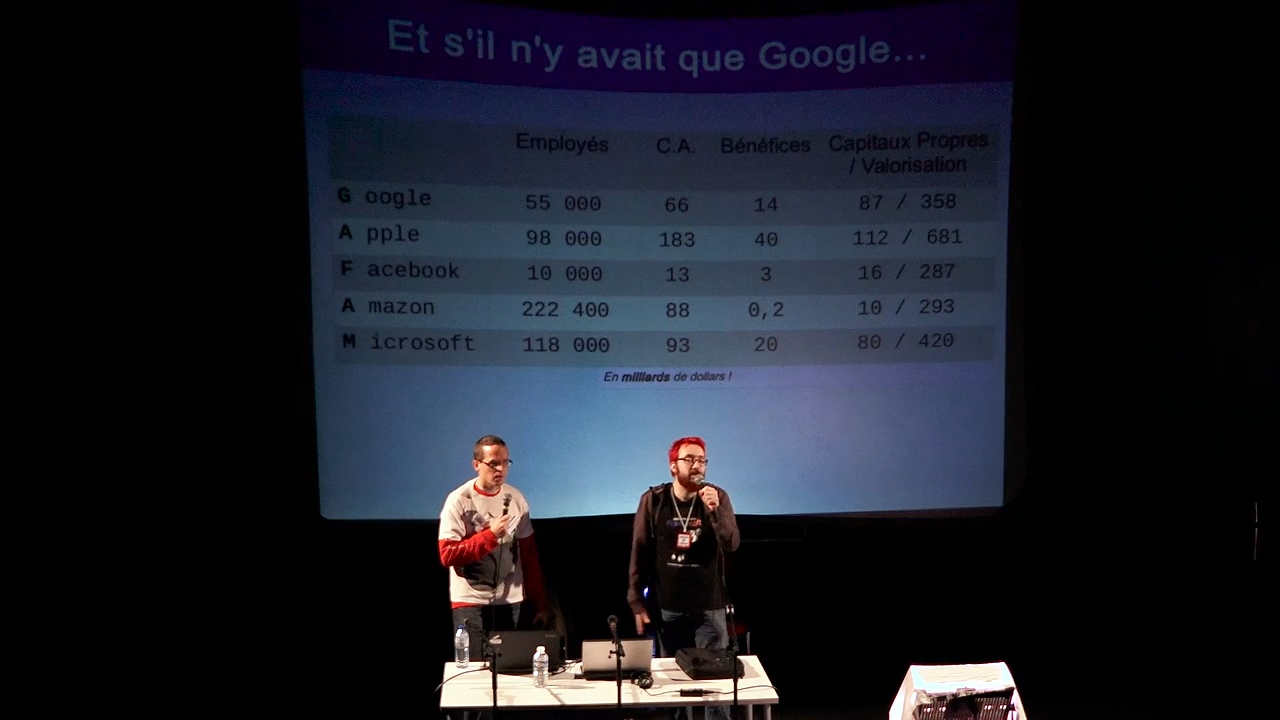 Et s'il n'y avait que Google...
Employés C.A. Bénéfices Capitaux Propres
/ Valorisation
G oogle 55 000 66 14 87 / 358
A pple 98 000 183 40 112 / 681
F acebook 10 000 13 3 16 / 287
A mazon 222 400 88 0,2 10 / 293
M icrosoft 118 000 93 20 80 / 420
En milliards de dollars !